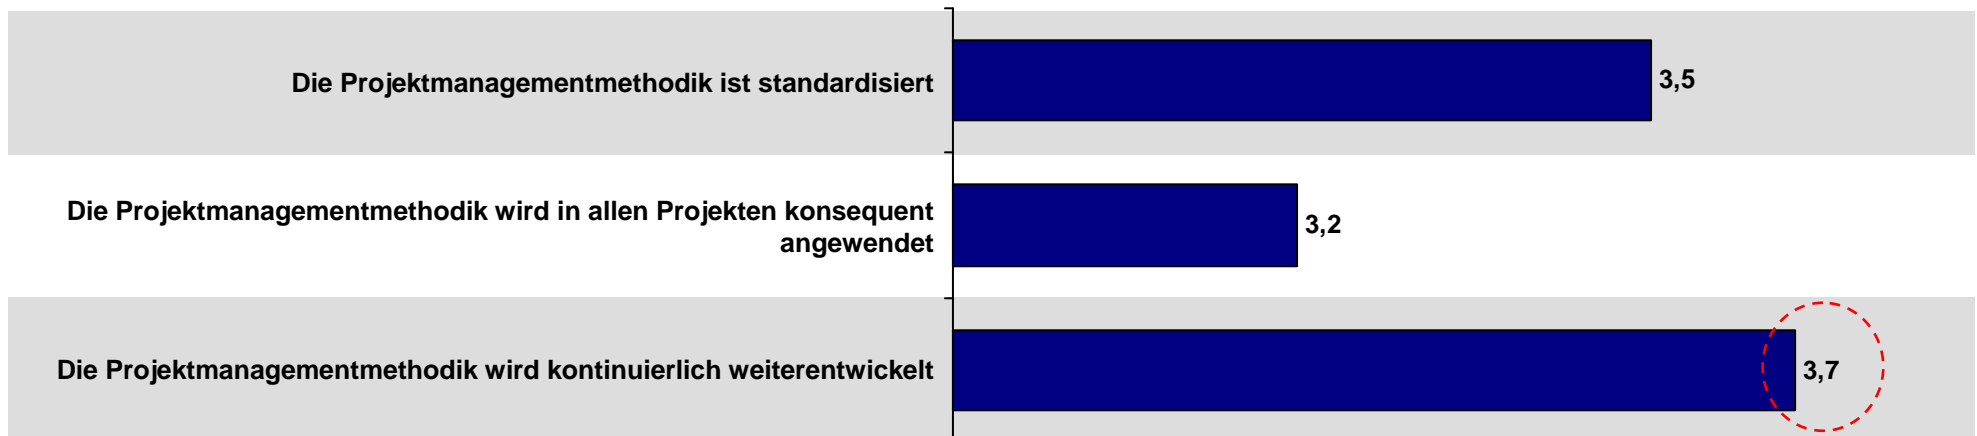 Die Projektmanagementmethodik ist standardisiert
3,5
Die Projektmanagementmethodik wird in allen Projekten konsequent
angewendet
3,2
Die Projektmanagementmethodik wird kontinuierlich weiterentwickelt
3,7